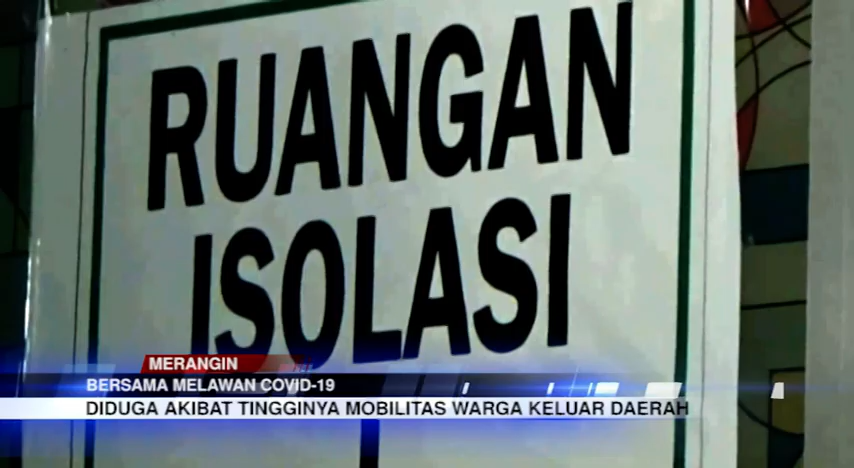 RUANGAN
ISOLASI
MERANGIN
BERSAMA MELAWAN COVID-19
DIDUGA AKIBAT TINGGINYA MOBILITAS WARGA KELUAR DAERAH